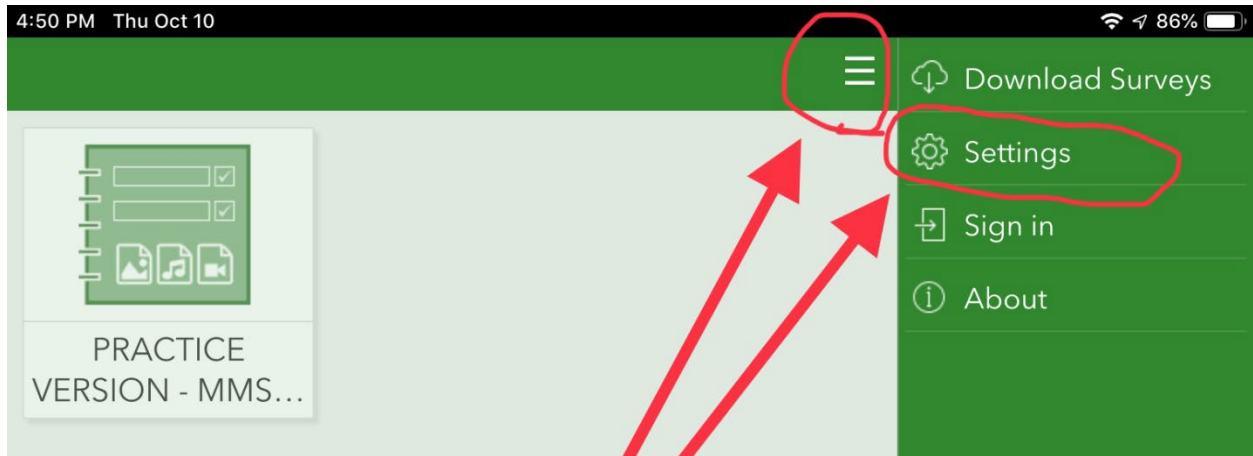 4:50 PM Thu Oct 10
86%
Download Surveys
Settings
Sign in
About
PRACTICE
VERSION - MMS...